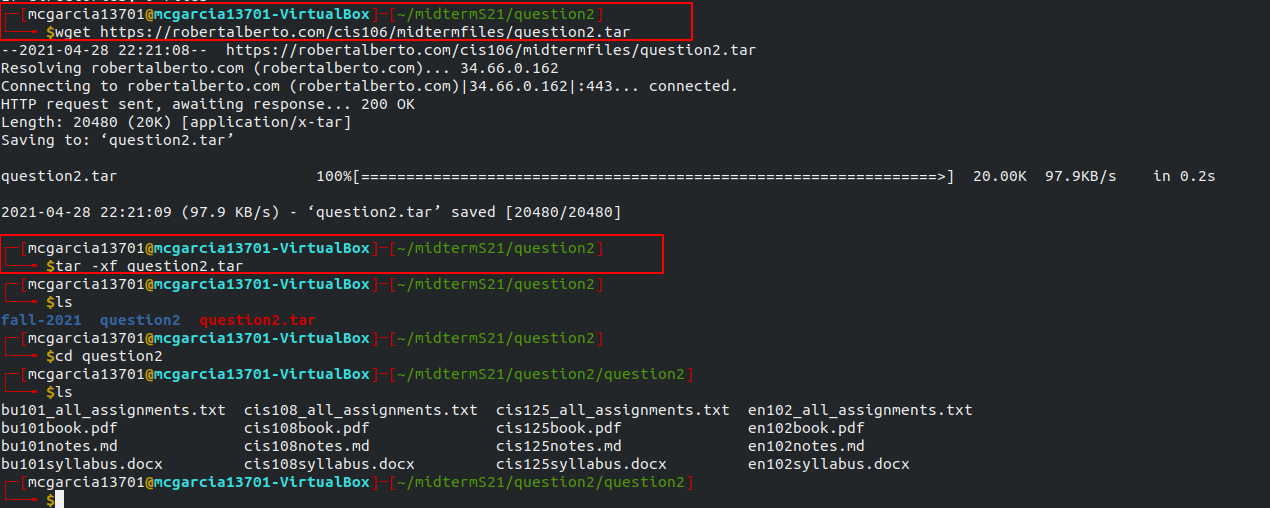 ┌─[mcgarcia13701@mcgarcia13701-VirtualBox]─[~/midtermS21/question2]
└──╼ $wget https://robertalberto.com/cis106/midtermfiles/question2.tar
--2021-04-28 22:21:08--  https://robertalberto.com/cis106/midtermfiles/question2.tar
Resolving robertalberto.com (robertalberto.com)... 34.66.0.162
Connecting to robertalberto.com (robertalberto.com)|34.66.0.162|:443... connected.
HTTP request sent, awaiting response... 200 OK
Length: 20480 (20K) [application/x-tar]
Saving to: ‘question2.tar’
question2.tar                      100%[================================================================>]  20.00K  97.9KB/s    in 0.2s
2021-04-28 22:21:09 (97.9 KB/s) - ‘question2.tar’ saved [20480/20480]
┌─[mcgarcia13701@mcgarcia13701-VirtualBox]─[~/midtermS21/question2]
└──╼ $tar -xf question2.tar
┌─[mcgarcia13701@mcgarcia13701-VirtualBox]─[~/midtermS21/question2]
└──╼ $ls
fall-2021  question2  question2.tar
┌─[mcgarcia13701@mcgarcia13701-VirtualBox]─[~/midtermS21/question2]
└──╼ $cd question2
┌─[mcgarcia13701@mcgarcia13701-VirtualBox]─[~/midtermS21/question2/question2]
└──╼ $ls
bu101_all_assignments.txt  cis108_all_assignments.txt  cis125_all_assignments.txt  en102_all_assignments.txt
bu101book.pdf              cis108book.pdf              cis125book.pdf              en102book.pdf
bu101notes.md              cis108notes.md              cis125notes.md              en102notes.md
bu101syllabus.docx         cis108syllabus.docx         cis125syllabus.docx         en102syllabus.docx
┌─[mcgarcia13701@mcgarcia13701-VirtualBox]─[~/midtermS21/question2/question2]
└──╼ $